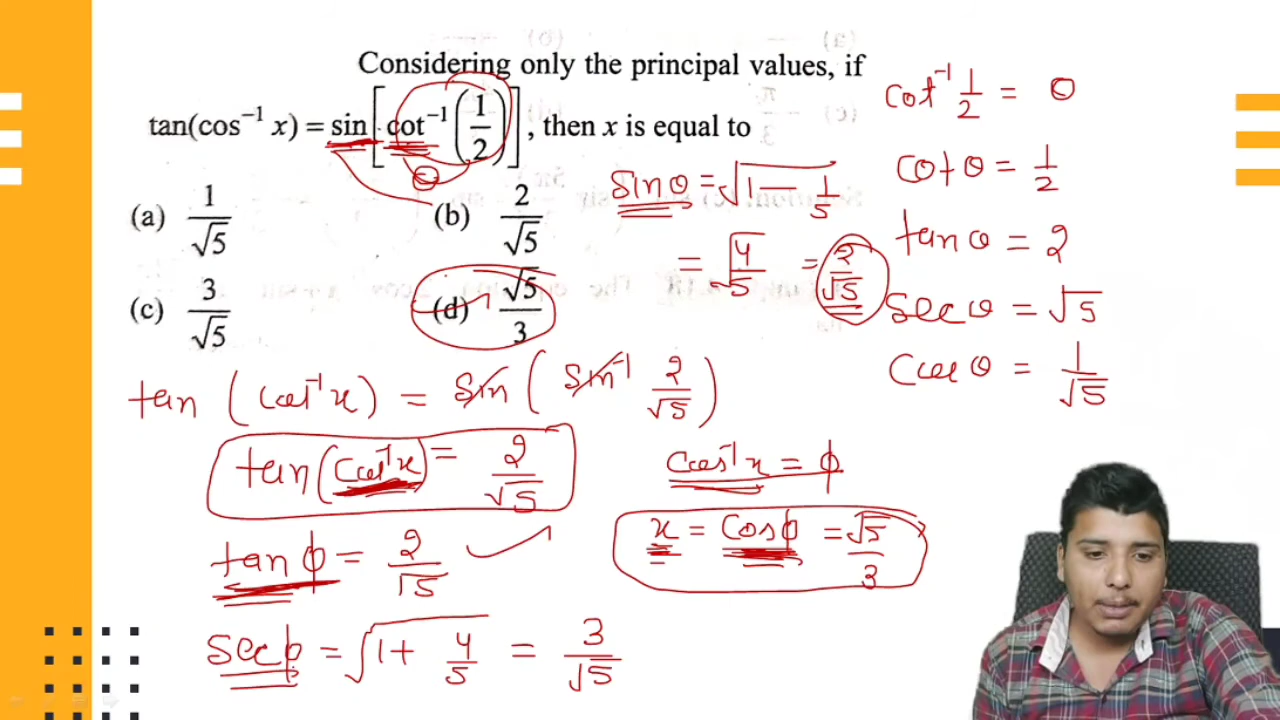 Considering only the principal values, if
tan(cos⁻¹ x) = sin[cot⁻¹(1/2)], then x is equal to
(a) 1/√5
(b) 2/√5
(c) 3/√5
(d) √5/3
θ
cot⁻¹ 1/2 = θ
cot θ = 1/2
tan θ = 2
sec θ = √5
cos θ = 1/√5
sin θ = √(1 − 1/5)
= √(4/5) = 2/√5
tan (cos⁻¹x) = sin (sin⁻¹ 2/√5)
tan(cos⁻¹x) = 2/√5
tan ϕ = 2/√5
sec ϕ = √(1 + 4/5) = 3/√5
cos⁻¹x = ϕ
x = cos ϕ = √5/3